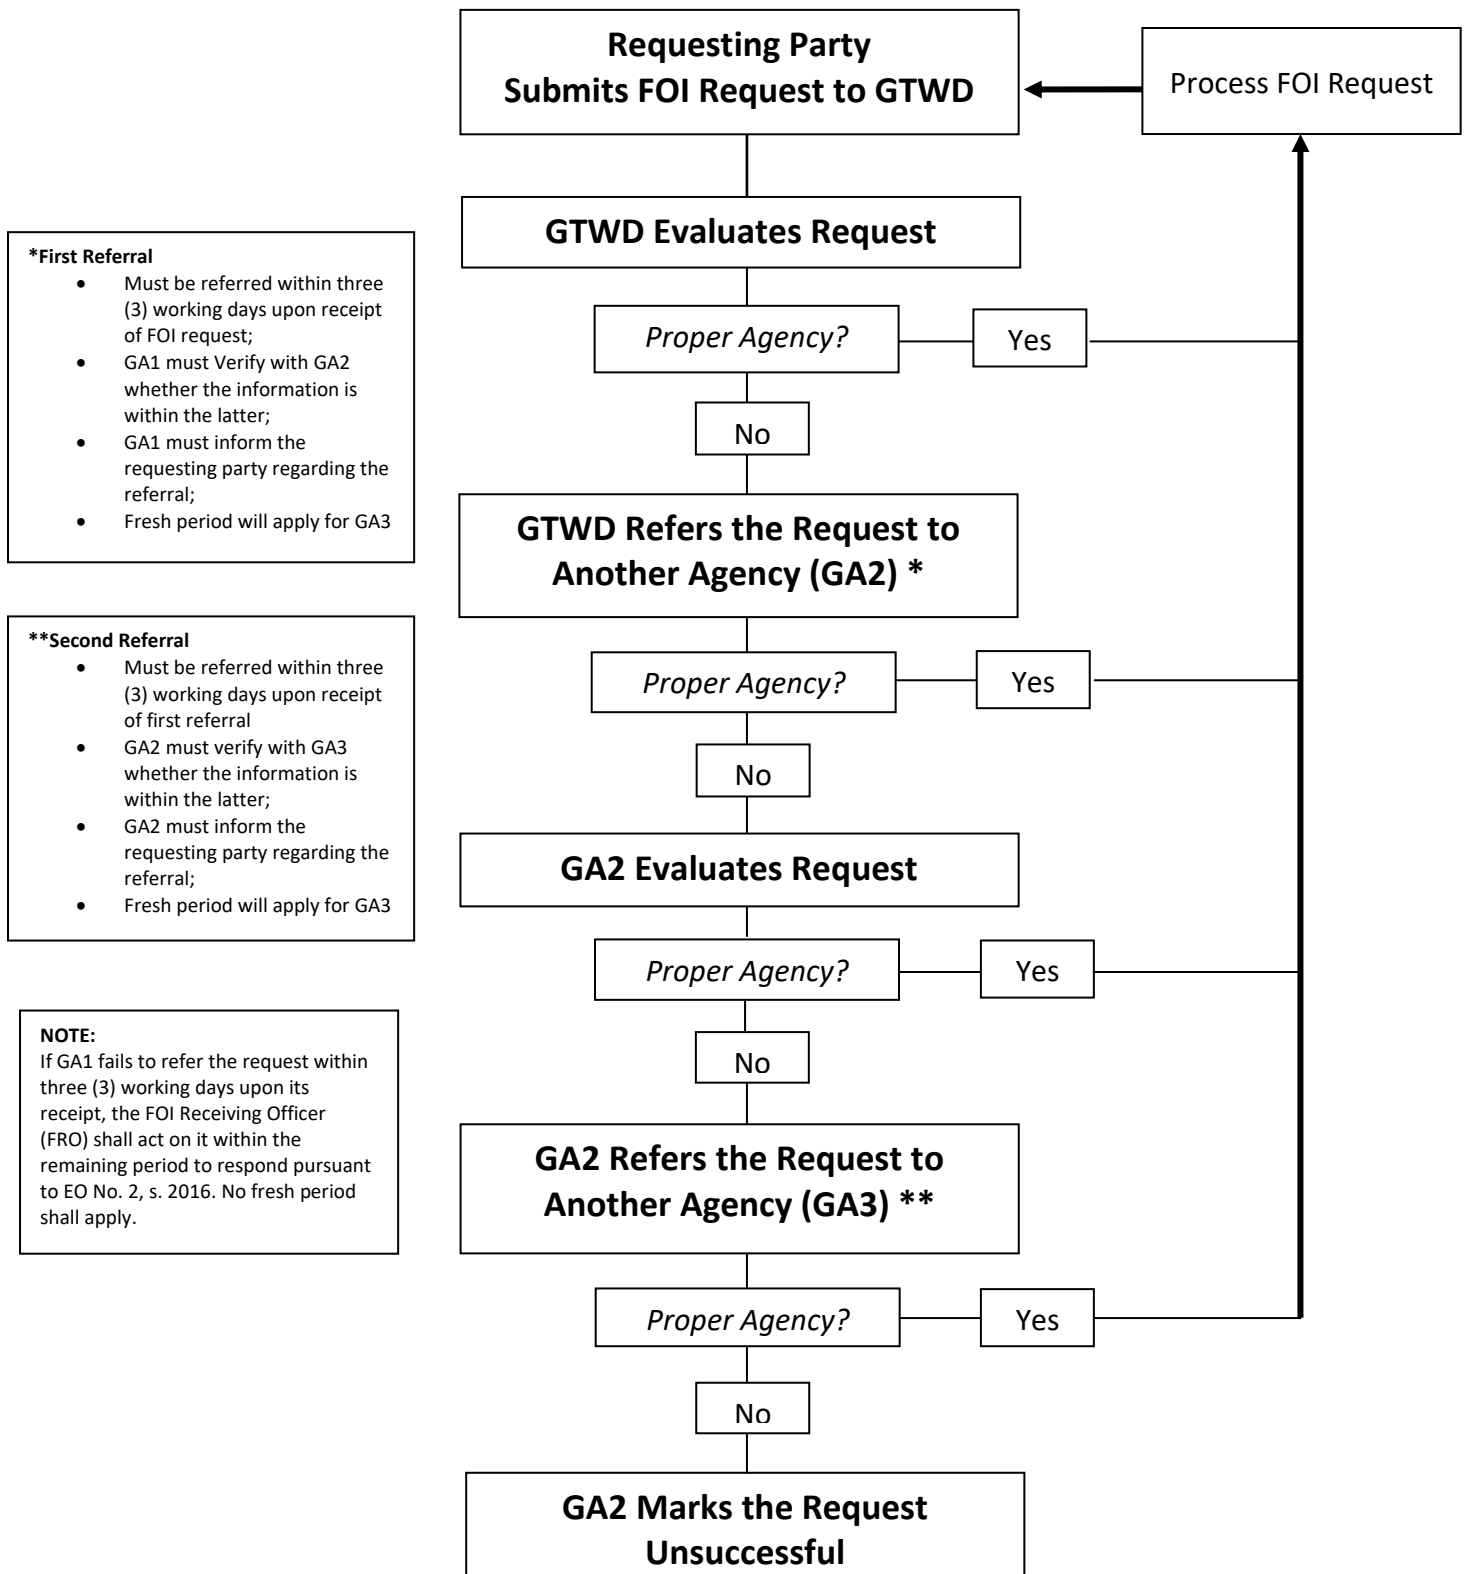 Requesting Party
Submits FOI Request to GTWD
Process FOI Request
GTWD Evaluates Request
*First Referral
• Must be referred within three
(3) working days upon receipt
of FOI request;
• GA1 must Verify with GA2
whether the information is
within the latter;
• GA1 must inform the
requesting party regarding the
referral;
• Fresh period will apply for GA3
Proper Agency?
Yes
No
GTWD Refers the Request to
Another Agency (GA2) *
**Second Referral
• Must be referred within three
(3) working days upon receipt
of first referral
• GA2 must verify with GA3
whether the information is
within the latter;
• GA2 must inform the
requesting party regarding the
referral;
• Fresh period will apply for GA3
Proper Agency?
Yes
No
GA2 Evaluates Request
Proper Agency?
Yes
No
NOTE:
If GA1 fails to refer the request within
three (3) working days upon its
receipt, the FOI Receiving Officer
(FRO) shall act on it within the
remaining period to respond pursuant
to EO No. 2, s. 2016. No fresh period
shall apply.
GA2 Refers the Request to
Another Agency (GA3) **
Proper Agency?
Yes
No
GA2 Marks the Request
Unsuccessful